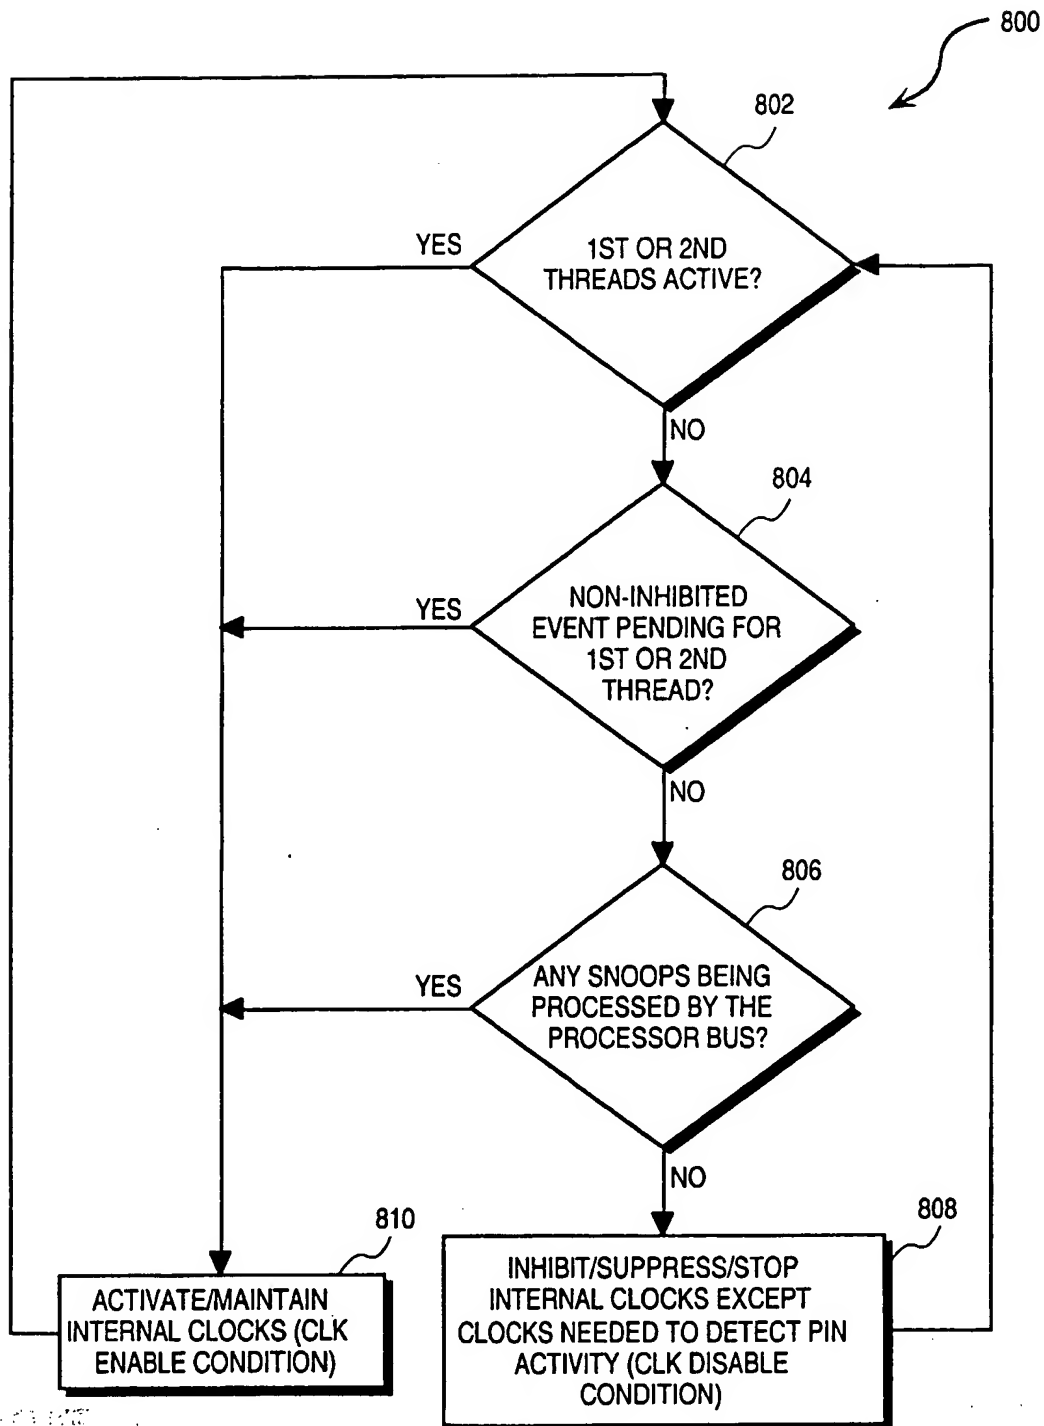 800
802
1ST OR 2ND
THREADS ACTIVE?
YES
NO
804
NON-INHIBITED
EVENT PENDING FOR
1ST OR 2ND
THREAD?
YES
NO
806
ANY SNOOPS BEING
PROCESSED BY THE
PROCESSOR BUS?
YES
NO
810
ACTIVATE/MAINTAIN
INTERNAL CLOCKS (CLK
ENABLE CONDITION)
808
INHIBIT/SUPPRESS/STOP
INTERNAL CLOCKS EXCEPT
CLOCKS NEEDED TO DETECT PIN
ACTIVITY (CLK DISABLE
CONDITION)